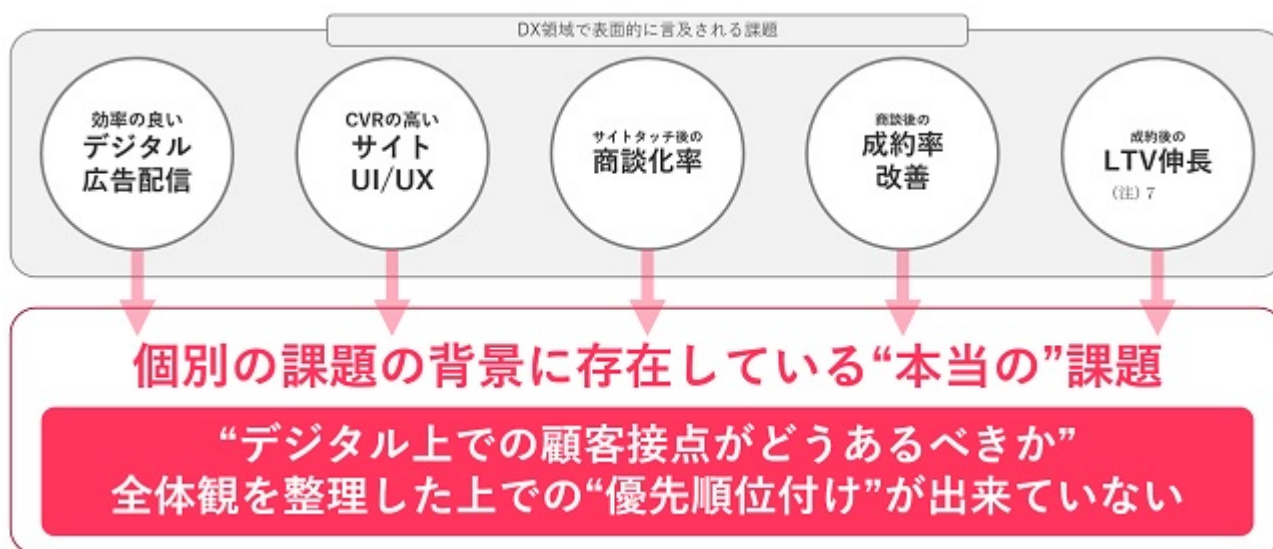 DX領域で表面的に言及される課題
効率の良い
デジタル
広告配信
CVRの高い
サイト
UI/UX
サイトタッチ後の
商談化率
商談後の
成約率
改善
成約後の
LTV伸長
(注) 7
個別の課題の背景に存在している“本当の”課題
“デジタル上での顧客接点がどうあるべきか”
全体観を整理した上での“優先順位付け”が出来ていない